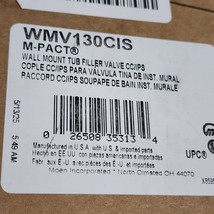 WMV130CIS
M-PACT®
WALL MOUNT TUB FILLER VALVE CC/IPS
COPLE CC/IPS PARA VÁLVULA TINA DE INST. MURAL
RACCORD CC/IPS SOUPAPE DE BAIN INST. MURALE
5/13/25
5:49 AM
0 26508 35313 4
UPC®
Manufactured in U.S.A. with U.S. & import parts
Hecho en EE.UU. con piezas americanas e importadas
Fabriqué aux É.-U. avec pièces des É.-U. et importées
Moen Incorporated * North Olmsted OH 44070